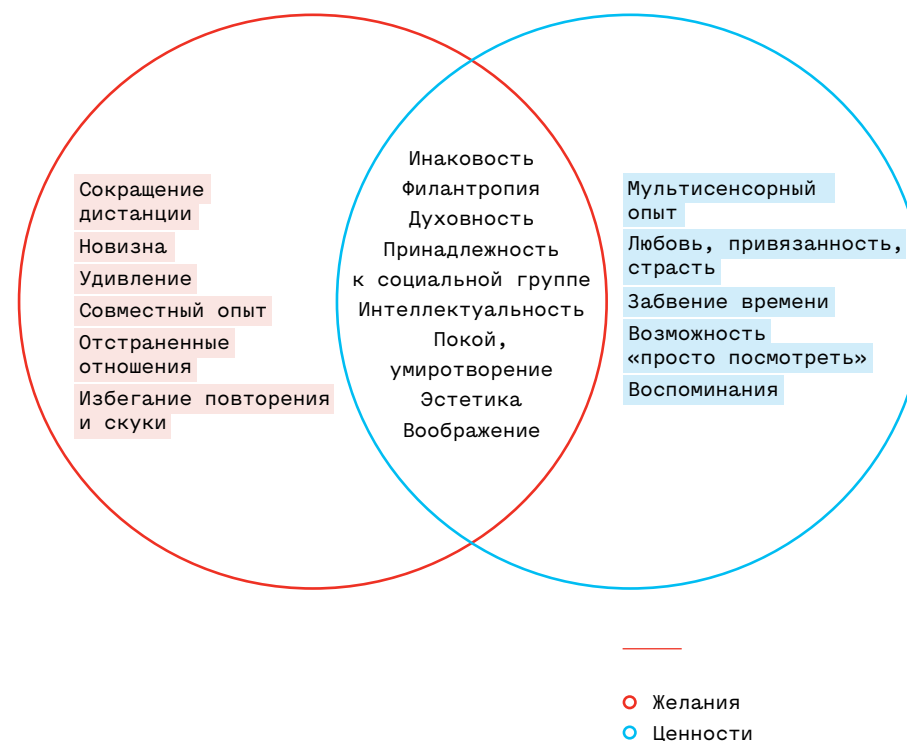 Сокращение
дистанции
Новизна
Удивление
Совместный опыт
Отстраненные
отношения
Избегание повторения
и скуки
Инаковость
Филантропия
Духовность
Принадлежность
к социальной группе
Интеллектуальность
Покой,
умиротворение
Эстетика
Воображение
Мультисенсорный
опыт
Любовь, привязанность,
страсть
Забвение времени
Возможность
«просто посмотреть»
Воспоминания
Желания
Ценности